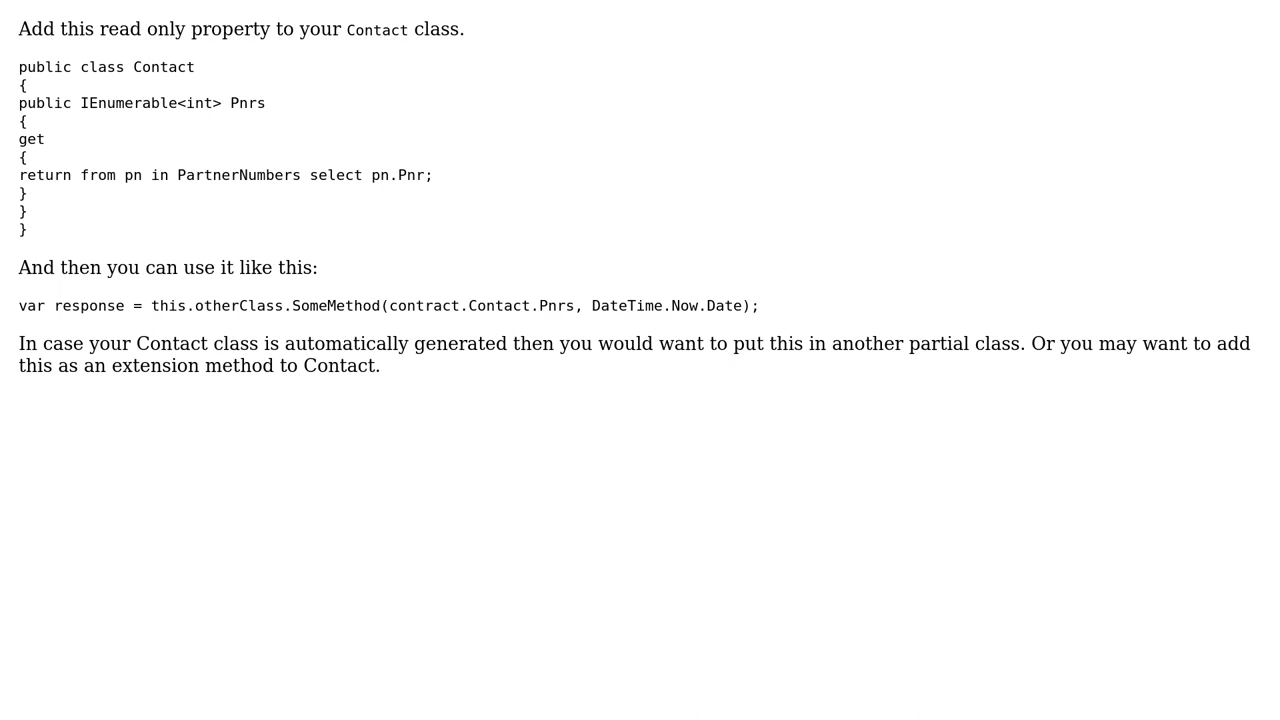 Add this read only property to your Contact class.
public class Contact
{
public IEnumerable<int> Pnrs
{
get
{
return from pn in PartnerNumbers select pn.Pnr;
}
}
}
And then you can use it like this:
var response = this.otherClass.SomeMethod(contract.Contact.Pnrs, DateTime.Now.Date);
In case your Contact class is automatically generated then you would want to put this in another partial class. Or you may want to add
this as an extension method to Contact.